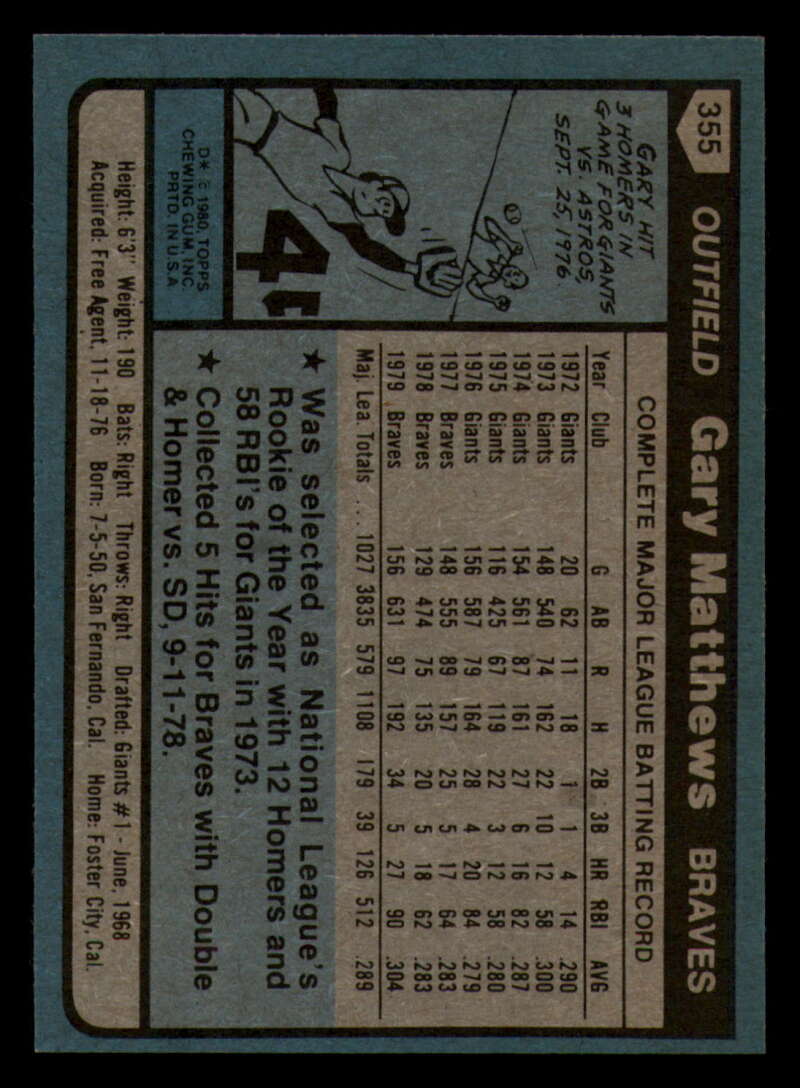 355 OUTFIELD Gary Matthews BRAVES
GARY HIT
3 HOMERS IN
GAME FOR GIANTS
VS. ASTROS,
SEPT. 25, 1976.
D* © 1980, TOPPS
CHEWING GUM, INC.
PRTD. IN U.S.A
COMPLETE MAJOR LEAGUE BATTING RECORD
Year Club G AB R H 2B 3B HR RBI AVG
1972 Giants 20 62 11 18 1 1 4 14 .290
1973 Giants 148 540 74 162 22 10 12 58 .300
1974 Giants 154 561 87 161 27 6 16 82 .287
1975 Giants 116 425 67 119 22 3 12 58 .280
1976 Giants 156 587 79 164 28 4 20 84 .279
1977 Braves 148 555 89 157 25 5 17 64 .283
1978 Braves 129 474 75 135 20 5 18 62 .283
1979 Braves 156 631 97 192 34 5 27 90 .304
Maj. Lea. Totals ... 1027 3835 579 1108 179 39 126 512 .289
★ Was selected as National League's
Rookie of the Year with 12 Homers and
58 RBI's for Giants in 1973.
★ Collected 5 Hits for Braves with Double
& Homer vs. SD, 9-11-78.
Height: 6'3" Weight: 190 Bats: Right Throws: Right Drafted: Giants #1 - June, 1968
Acquired: Free Agent, 11-18-76 Born: 7-5-50, San Fernando, Cal. Home: Foster City, Cal.